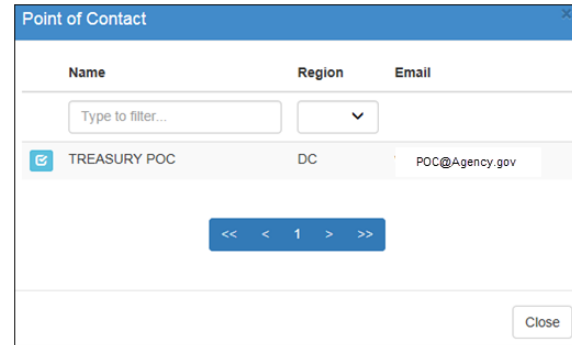 Point of Contact ×
Name Region Email
Type to filter...
TREASURY POC DC POC@Agency.gov
<< < 1 > >>
Close